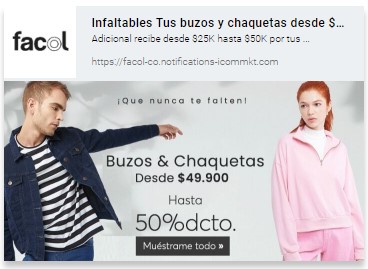 facol
Infaltables Tus buzos y chaquetas desde $...
Adicional recibe desde $25K hasta $50K por tus ...
https://facol-co.notifications-icommkt.com
¡Que nunca te falten!
Buzos & Chaquetas
Desde $49.900
Hasta
50%dcto.
Muéstrame todo »